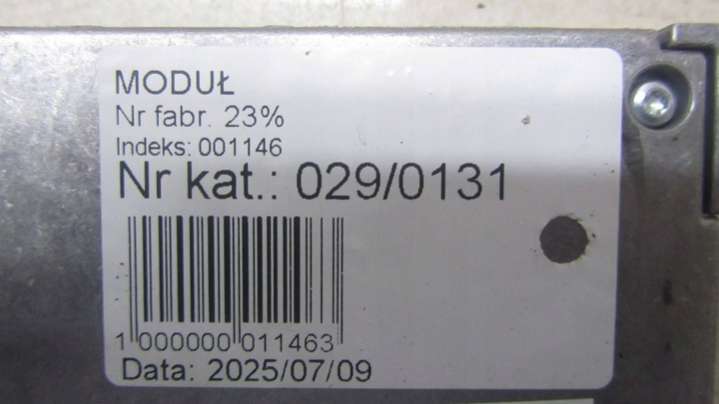 MODUŁ
Nr fabr. 23%
Indeks: 001146
Nr kat.: 029/0131
1 000000 011463
Data: 2025/07/09